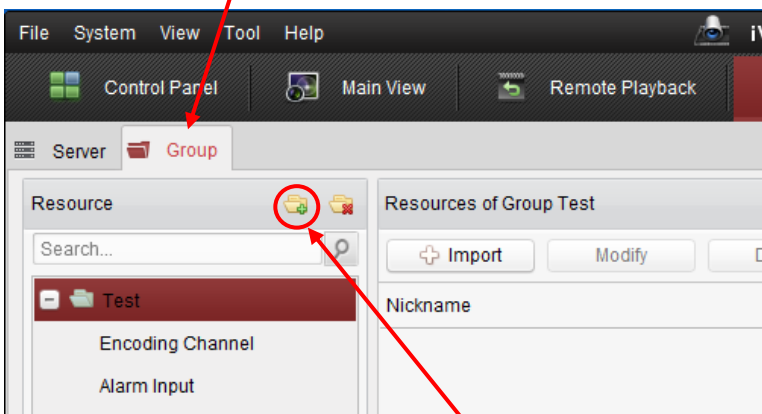 File System View Tool Help
Control Panel Main View Remote Playback
Server Group
Resource Resources of Group Test
Search... Import Modify
Test Nickname
Encoding Channel
Alarm Input